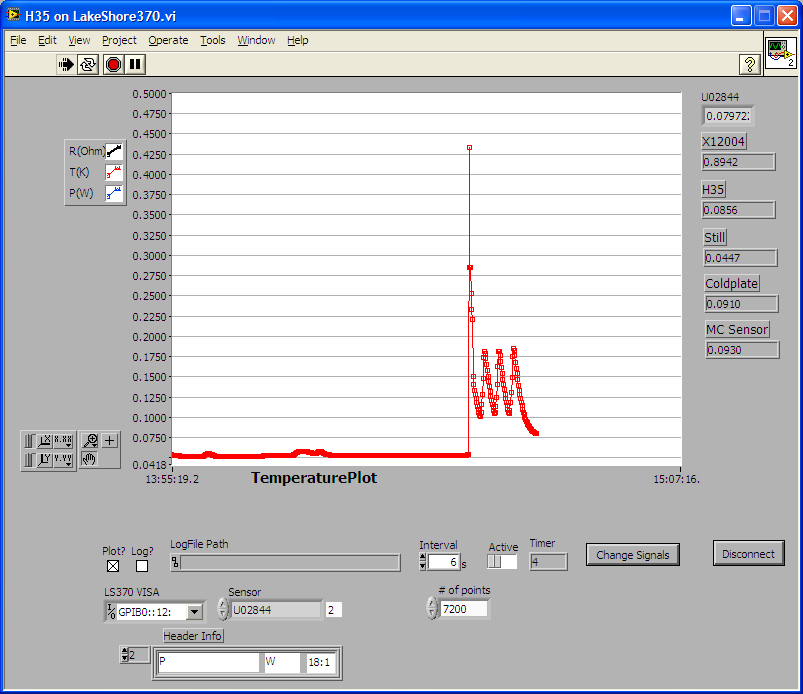 H35 on LakeShore370.vi
File Edit View Project Operate Tools Window Help
2
0.5000
0.4750
0.4500
0.4250
0.4000
0.3750
0.3500
0.3250
0.3000
0.2750
0.2500
0.2250
0.2000
0.1750
0.1500
0.1250
0.1000
0.0750
0.0418
13:55:19.2
15:07:16.
TemperaturePlot
R(Ohm)
T(K)
P(W)
U02844
0.07972
X12004
0.8942
H35
0.0856
Still
0.0447
Coldplate
0.0910
MC Sensor
0.0930
X X.XX
Y Y.YY
Plot? Log?
LogFile Path
Interval
6 s
Active
Timer
4
Change Signals
Disconnect
LS370 VISA
GPIB0::12:
Sensor
U02844
2
# of points
7200
Header Info
2
P
W
18:1